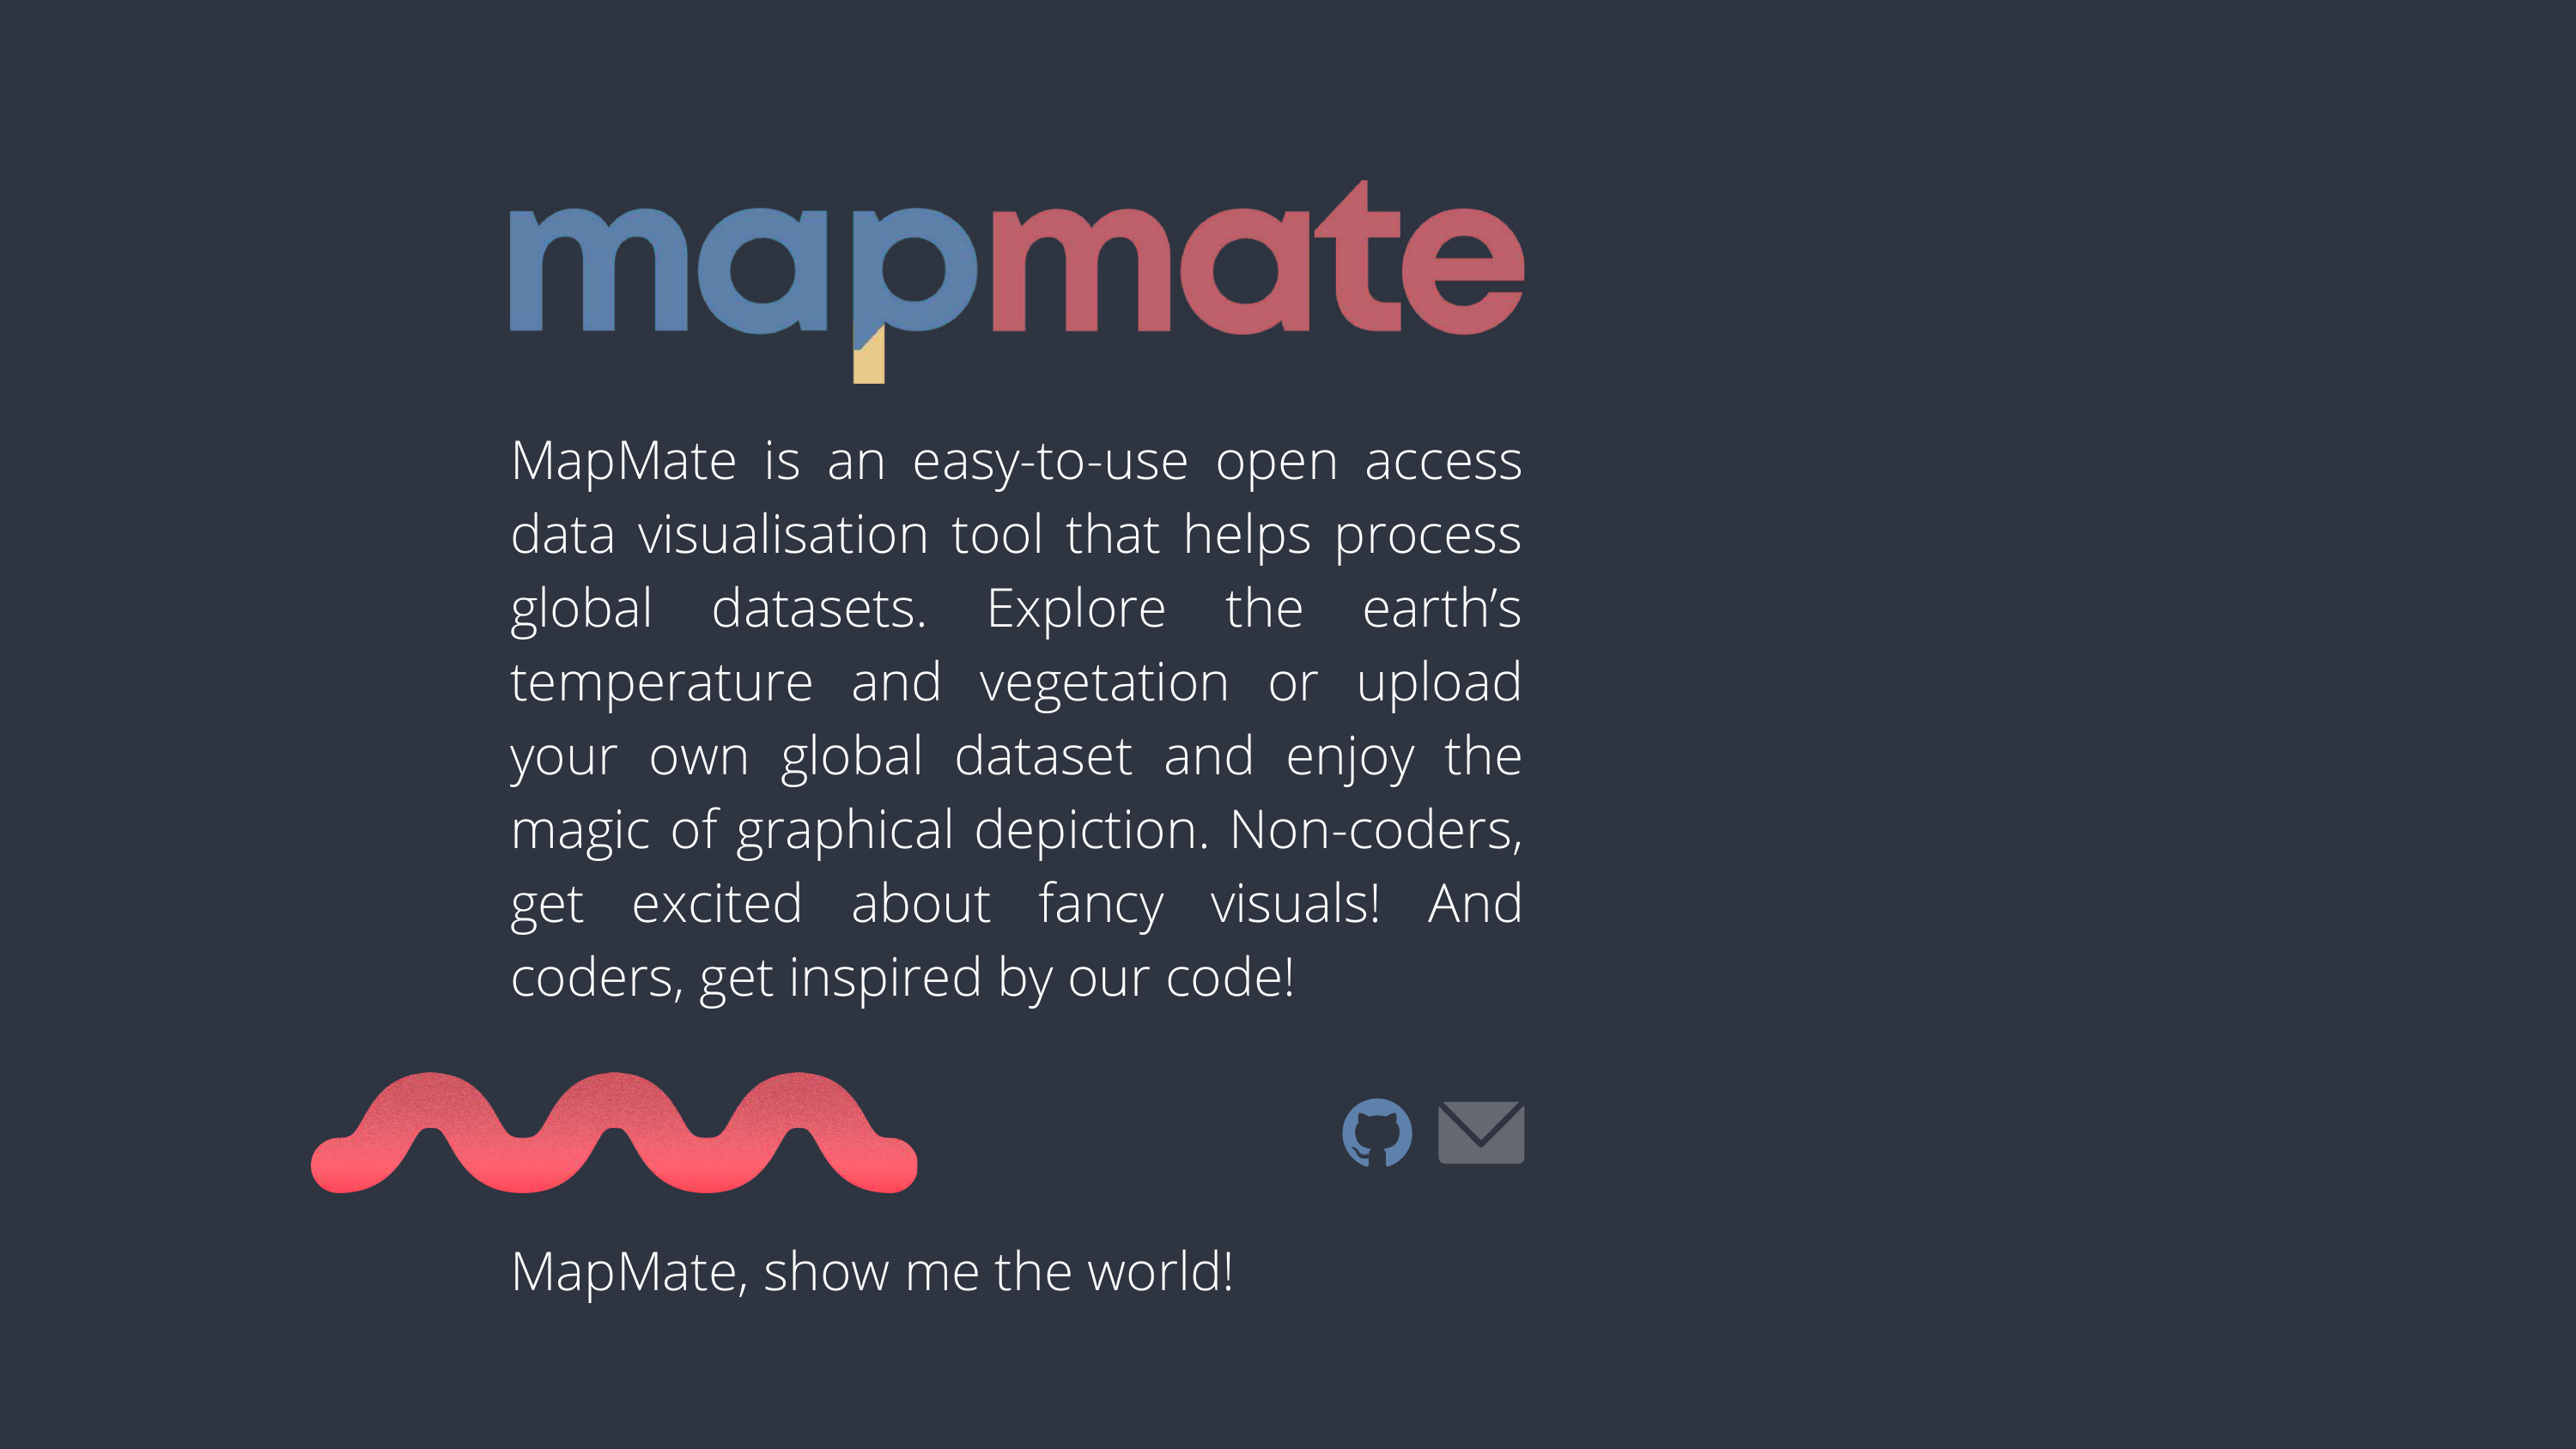 mapmate
MapMate is an easy-to-use open access
data visualisation tool that helps process
global datasets. Explore the earth’s
temperature and vegetation or upload
your own global dataset and enjoy the
magic of graphical depiction. Non-coders,
get excited about fancy visuals! And
coders, get inspired by our code!
MapMate, show me the world!